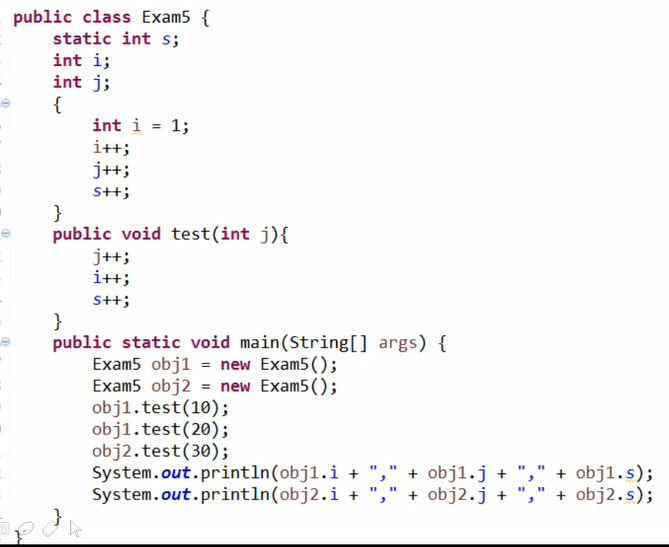 public class Exam5 {
    static int s;
    int i;
    int j;
    {
        int i = 1;
        i++;
        j++;
        s++;
    }
    public void test(int j){
        j++;
        i++;
        s++;
    }
    public static void main(String[] args) {
        Exam5 obj1 = new Exam5();
        Exam5 obj2 = new Exam5();
        obj1.test(10);
        obj1.test(20);
        obj2.test(30);
        System.out.println(obj1.i + "," + obj1.j + "," + obj1.s);
        System.out.println(obj2.i + "," + obj2.j + "," + obj2.s);
    }
}